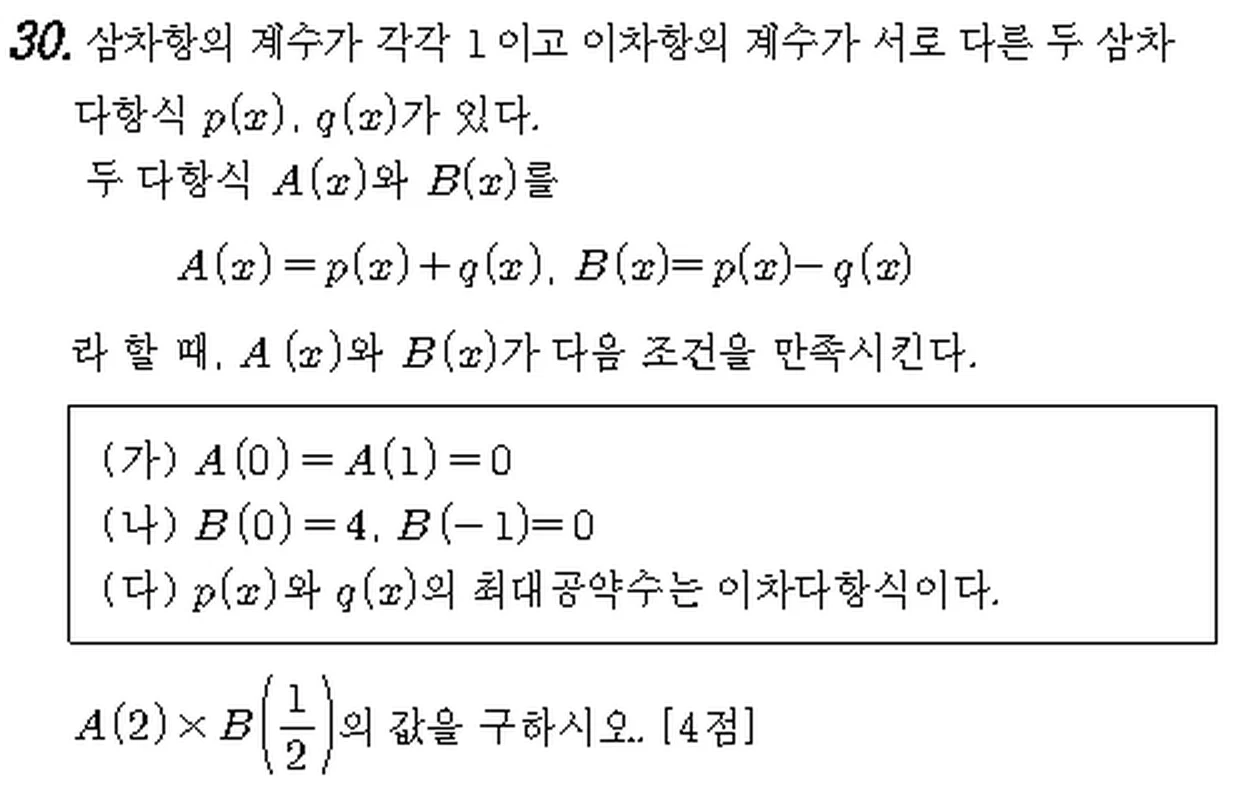 30. 삼차항의 계수가 각각 1이고 이차항의 계수가 서로 다른 두 삼차
다항식 p(x), q(x)가 있다.
두 다항식 A(x)와 B(x)를
A(x)=p(x)+q(x), B(x)=p(x)-q(x)
라 할 때, A(x)와 B(x)가 다음 조건을 만족시킨다.
(가) A(0)=A(1)=0
(나) B(0)=4, B(-1)=0
(다) p(x)와 q(x)의 최대공약수는 이차다항식이다.
A(2)×B(1/2)의 값을 구하시오.. [4점]